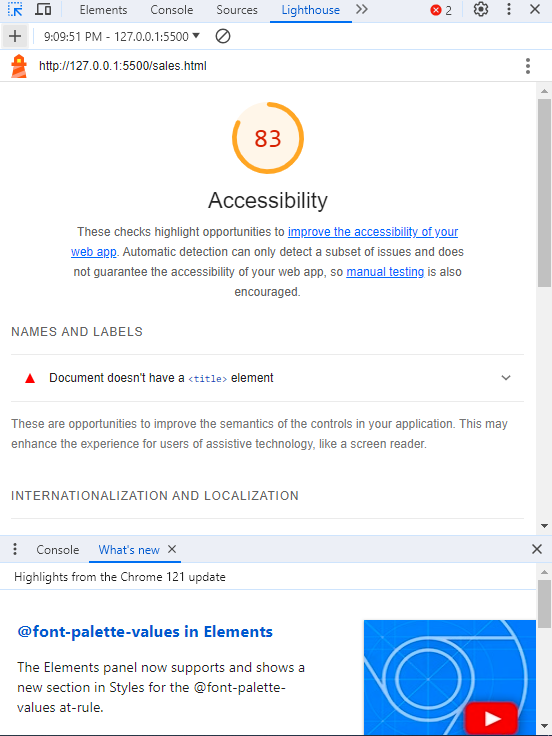 Elements Console Sources Lighthouse 2
9:09:51 PM - 127.0.0.1:5500
http://127.0.0.1:5500/sales.html
83
Accessibility
These checks highlight opportunities to improve the accessibility of your
web app. Automatic detection can only detect a subset of issues and does
not guarantee the accessibility of your web app, so manual testing is also
encouraged.
NAMES AND LABELS
Document doesn't have a <title> element
These are opportunities to improve the semantics of the controls in your application. This may
enhance the experience for users of assistive technology, like a screen reader.
INTERNATIONALIZATION AND LOCALIZATION
Console What's new
Highlights from the Chrome 121 update
@font-palette-values in Elements
The Elements panel now supports and shows a
new section in Styles for the @font-palette-
values at-rule.